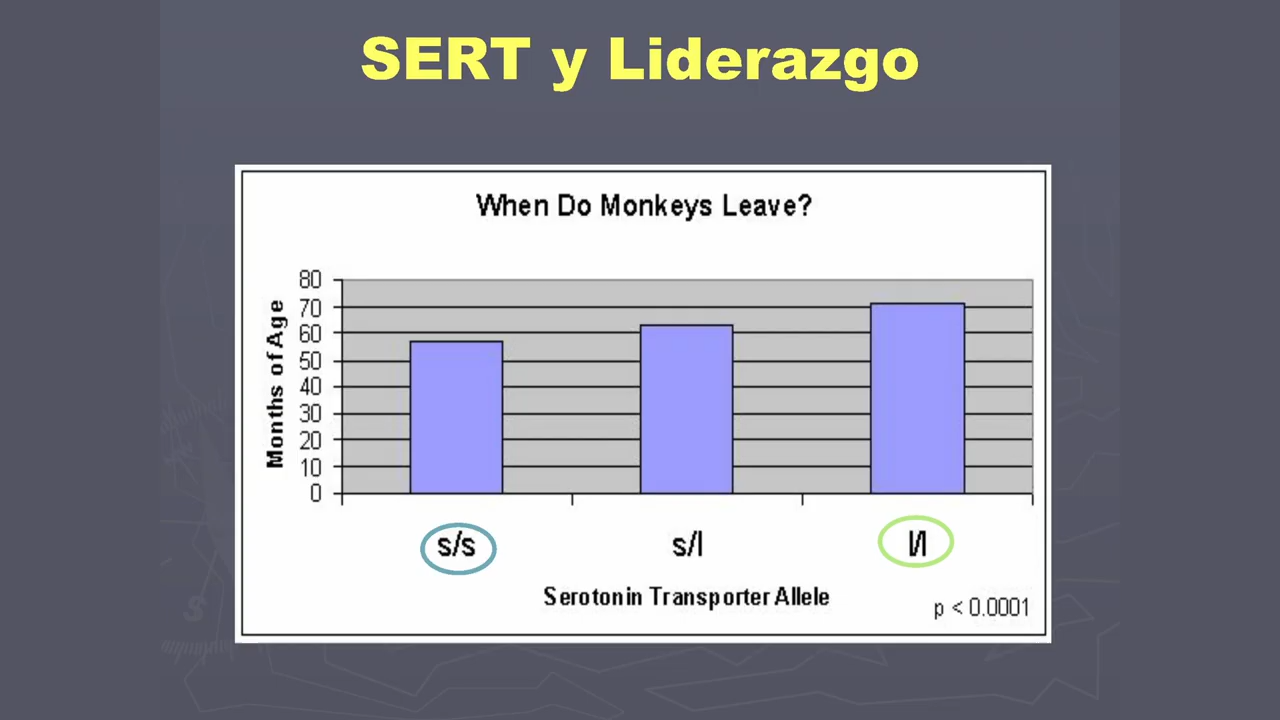 SERT y Liderazgo
When Do Monkeys Leave?
Months of Age
80
70
60
50
40
30
20
10
0
s/s
s/l
l/l
Serotonin Transporter Allele
p < 0.0001
S